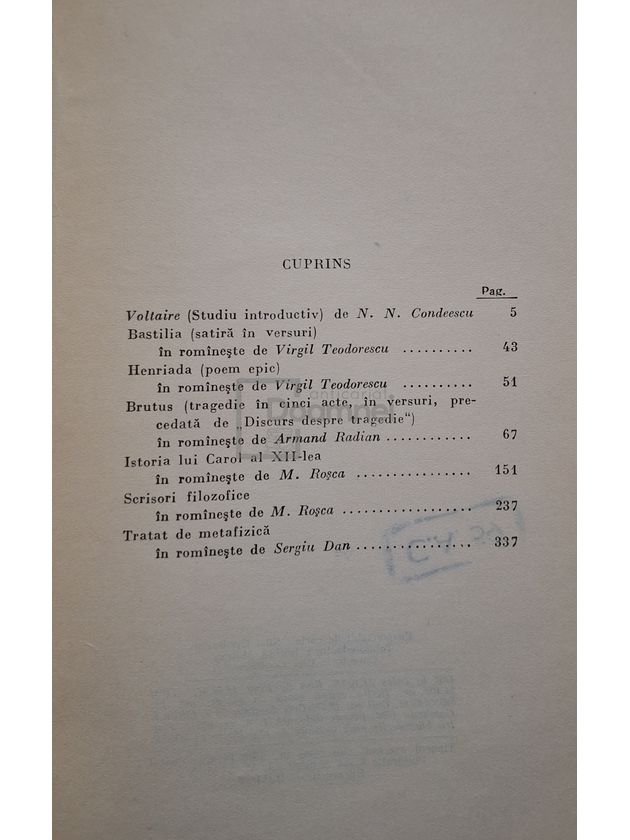 CUPRINS
Pag.
Voltaire (Studiu introductiv) de N. N. Condeescu 5
Bastilia (satiră în versuri)
în romînește de Virgil Teodorescu .......... 43
Henriada (poem epic)
în romînește de Virgil Teodorescu .......... 51
Brutus (tragedie în cinci acte, în versuri, pre-
cedată de „Discurs despre tragedie“)
în romînește de Armand Radian ............ 67
Istoria lui Carol al XII-lea
în romînește de M. Roșca ................ 151
Scrisori filozofice
în romînește de M. Roșca .................. 237
Tratat de metafizică
în romînește de Sergiu Dan ................ 337
anticariat
Doamnei